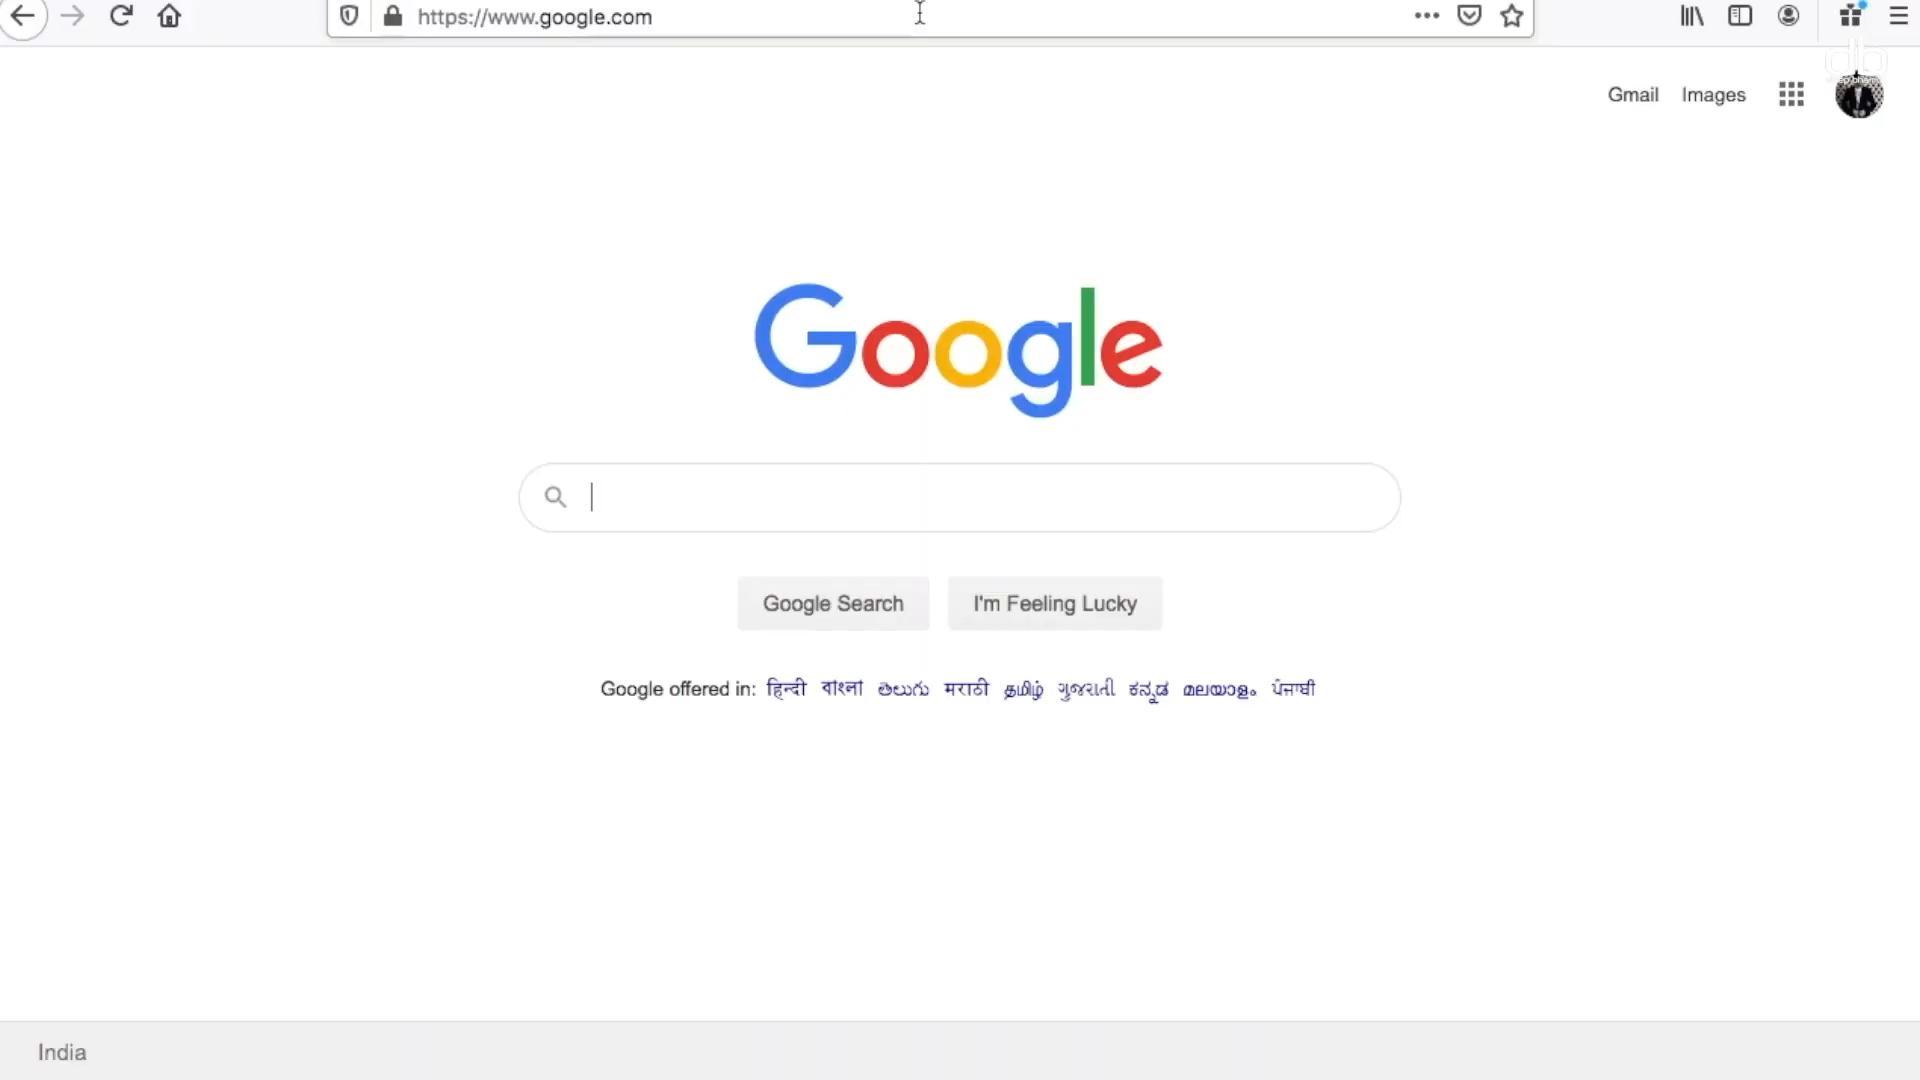 https://www.google.com
Gmail Images
Google
Google Search I'm Feeling Lucky
Google offered in: हिन्दी বাংলা తెలుగు मराठी தமிழ் ગુજરાતી ಕನ್ನಡ മലയാളം ਪੰਜਾਬੀ
India